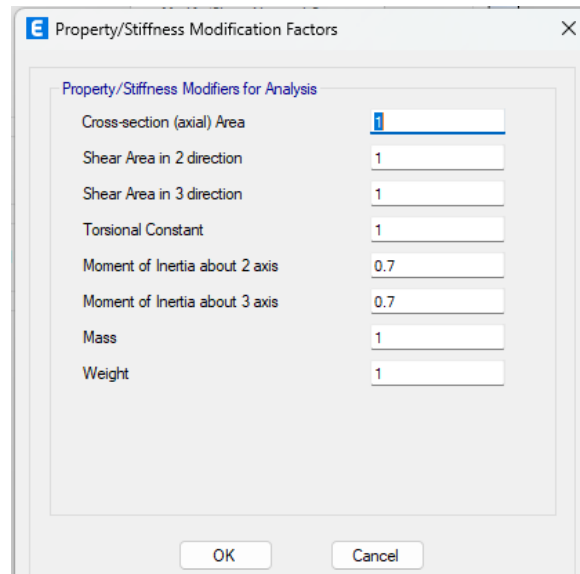 E Property/Stiffness Modification Factors
Property/Stiffness Modifiers for Analysis
Cross-section (axial) Area 1
Shear Area in 2 direction 1
Shear Area in 3 direction 1
Torsional Constant 1
Moment of Inertia about 2 axis 0.7
Moment of Inertia about 3 axis 0.7
Mass 1
Weight 1
OK Cancel